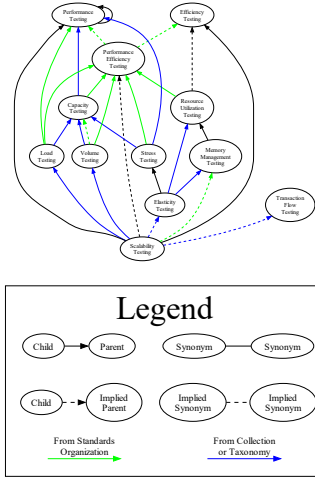 Performance
Testing
Efficiency
Testing
Performance
Efficiency
Testing
Capacity
Testing
Resource
Utilization
Testing
Load
Testing
Volume
Testing
Stress
Testing
Memory
Management
Testing
Elasticity
Testing
Transaction
Flow
Testing
Scalability
Testing
Legend
Child
Parent
Synonym
Synonym
Child
Implied
Parent
Implied
Synonym
Implied
Synonym
From Standards
Organization
From Collection
or Taxonomy